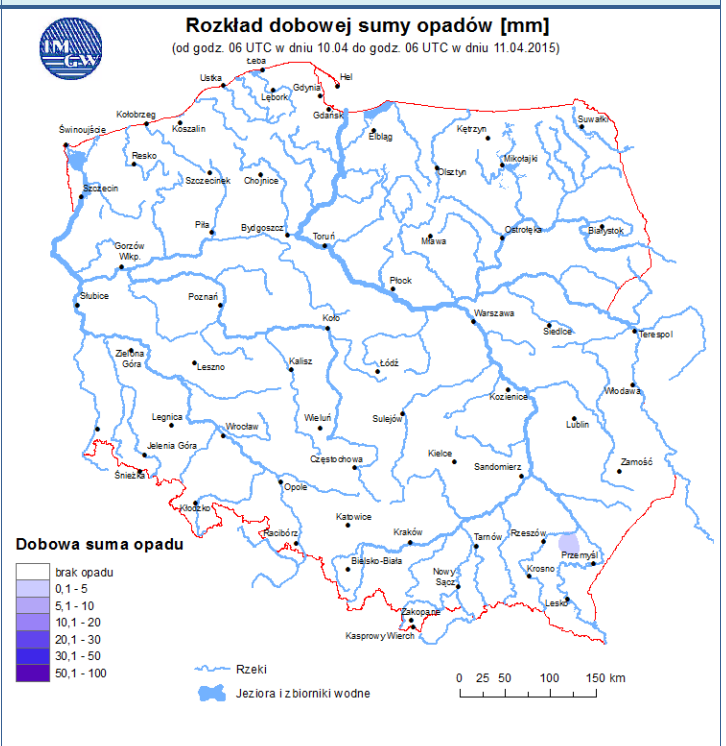 Rozkład dobowej sumy opadów [mm]
(od godz. 06 UTC w dniu 10.04 do godz. 06 UTC w dniu 11.04.2015)
IM
GW
Łeba
Ustka
Hel
Gdynia
Lębork
Gdańsk
Kołobrzeg
Koszalin
Suwałki
Świnoujście
Elbląg
Kętrzyn
Resko
Mikołajki
Szczecinek
Chojnice
Olsztyn
Szczecin
Piła
Bydgoszcz
Toruń
Mława
Ostrołęka
Białystok
Gorzów
Wlkp.
Płock
Słubice
Poznań
Koło
Warszawa
Siedlce
Terespol
Zielona
Góra
Leszno
Kalisz
Łódź
Kozienice
Włodawa
Legnica
Wrocław
Wieluń
Sulejów
Lublin
Jelenia Góra
Częstochowa
Kielce
Sandomierz
Zamość
Śnieżka
Opole
Kłodzko
Katowice
Racibórz
Kraków
Tarnów
Rzeszów
Przemyśl
Bielsko-Biała
Nowy
Sącz
Krosno
Lesko
Zakopane
Kasprowy Wierch
Dobowa suma opadu
brak opadu
0,1 - 5
5,1 - 10
10,1 - 20
20,1 - 30
30,1 - 50
50,1 - 100
Rzeki
Jeziora i zbiorniki wodne
0 25 50 100 150 km